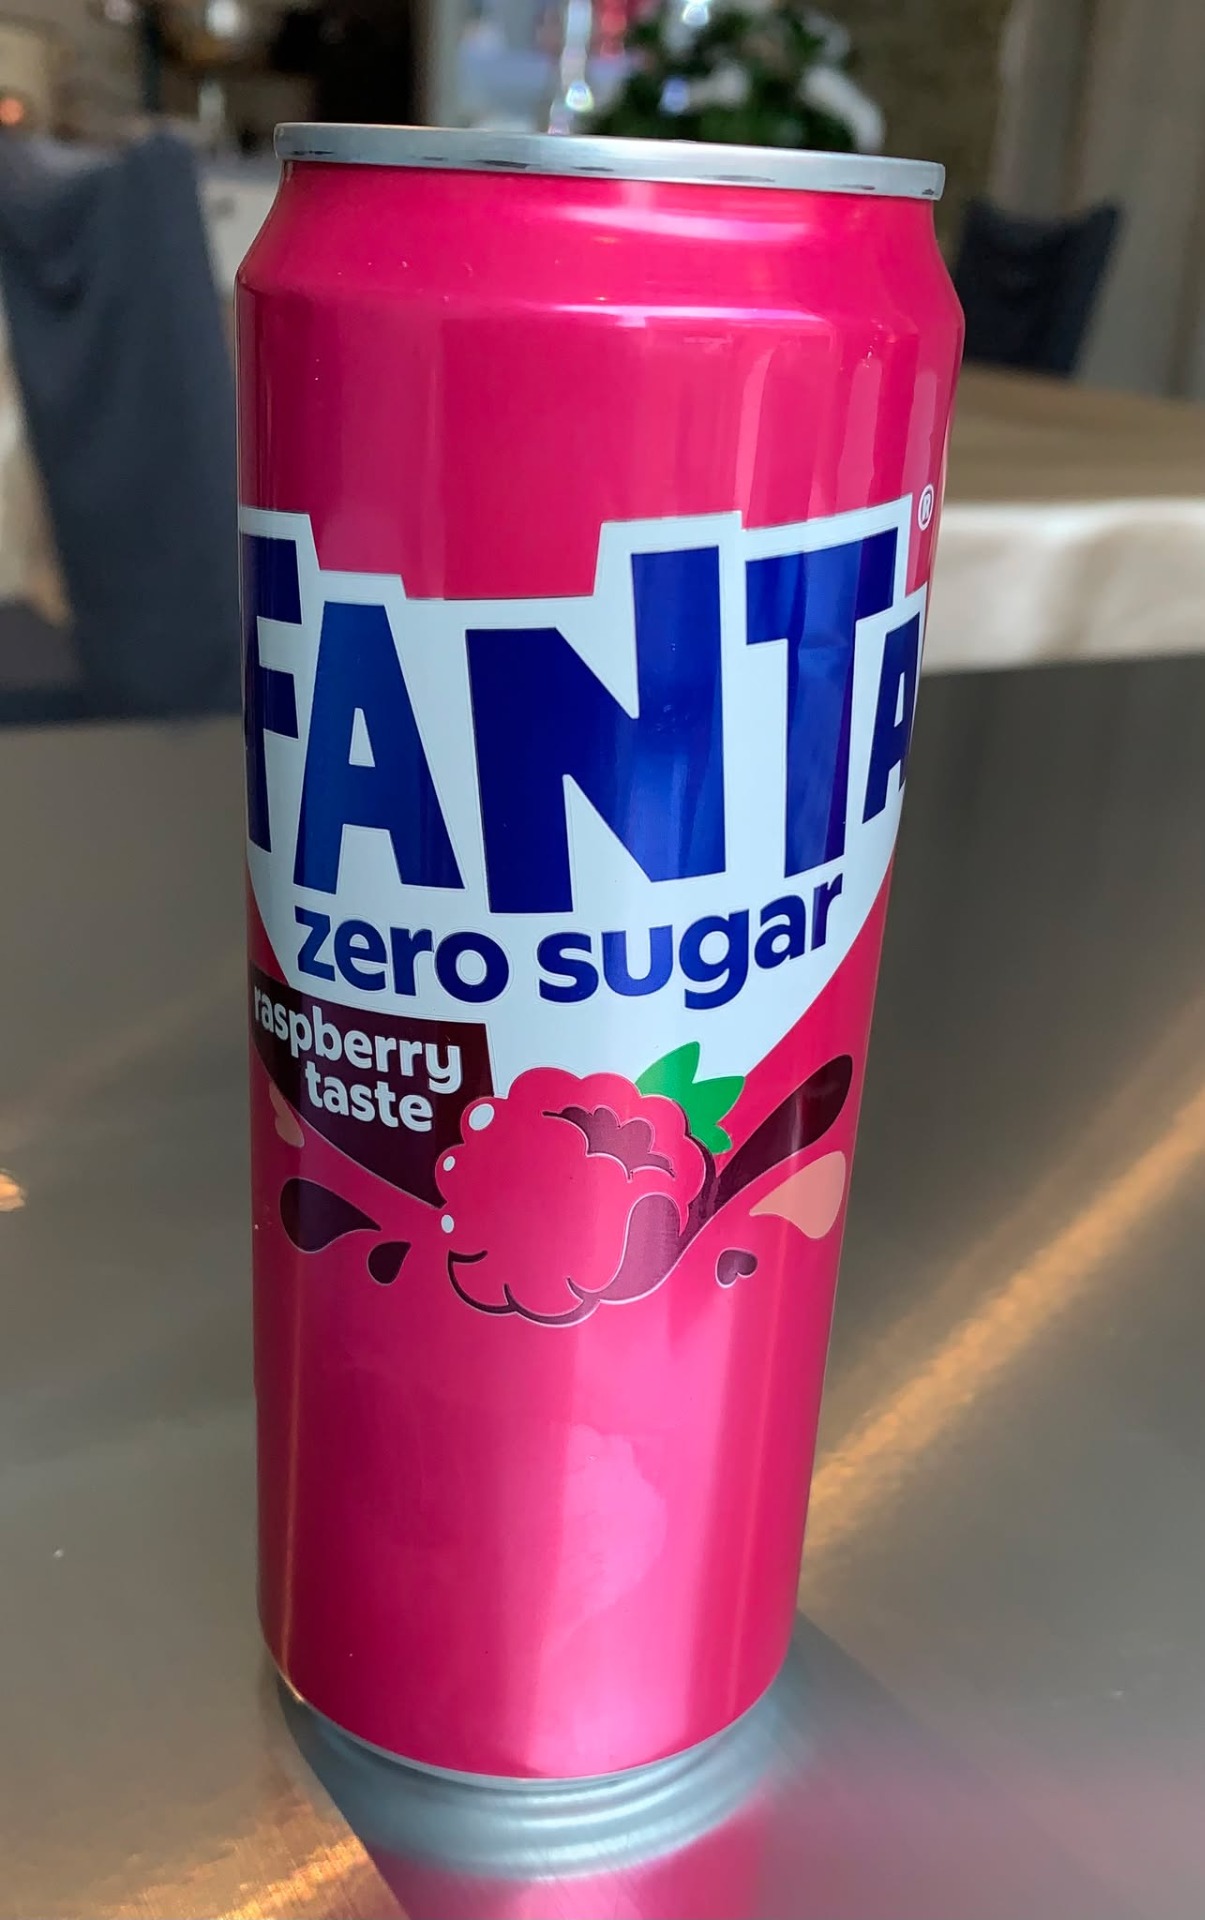 FANTA®
zero sugar
raspberry
taste